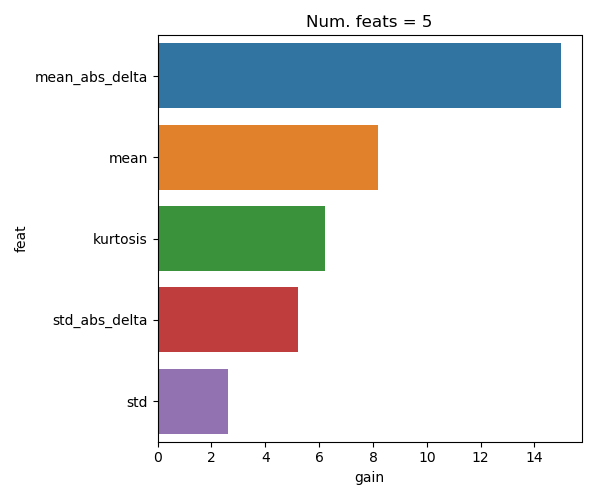 Num. feats = 5
feat
mean_abs_delta
mean
kurtosis
std_abs_delta
std
0 2 4 6 8 10 12 14
gain